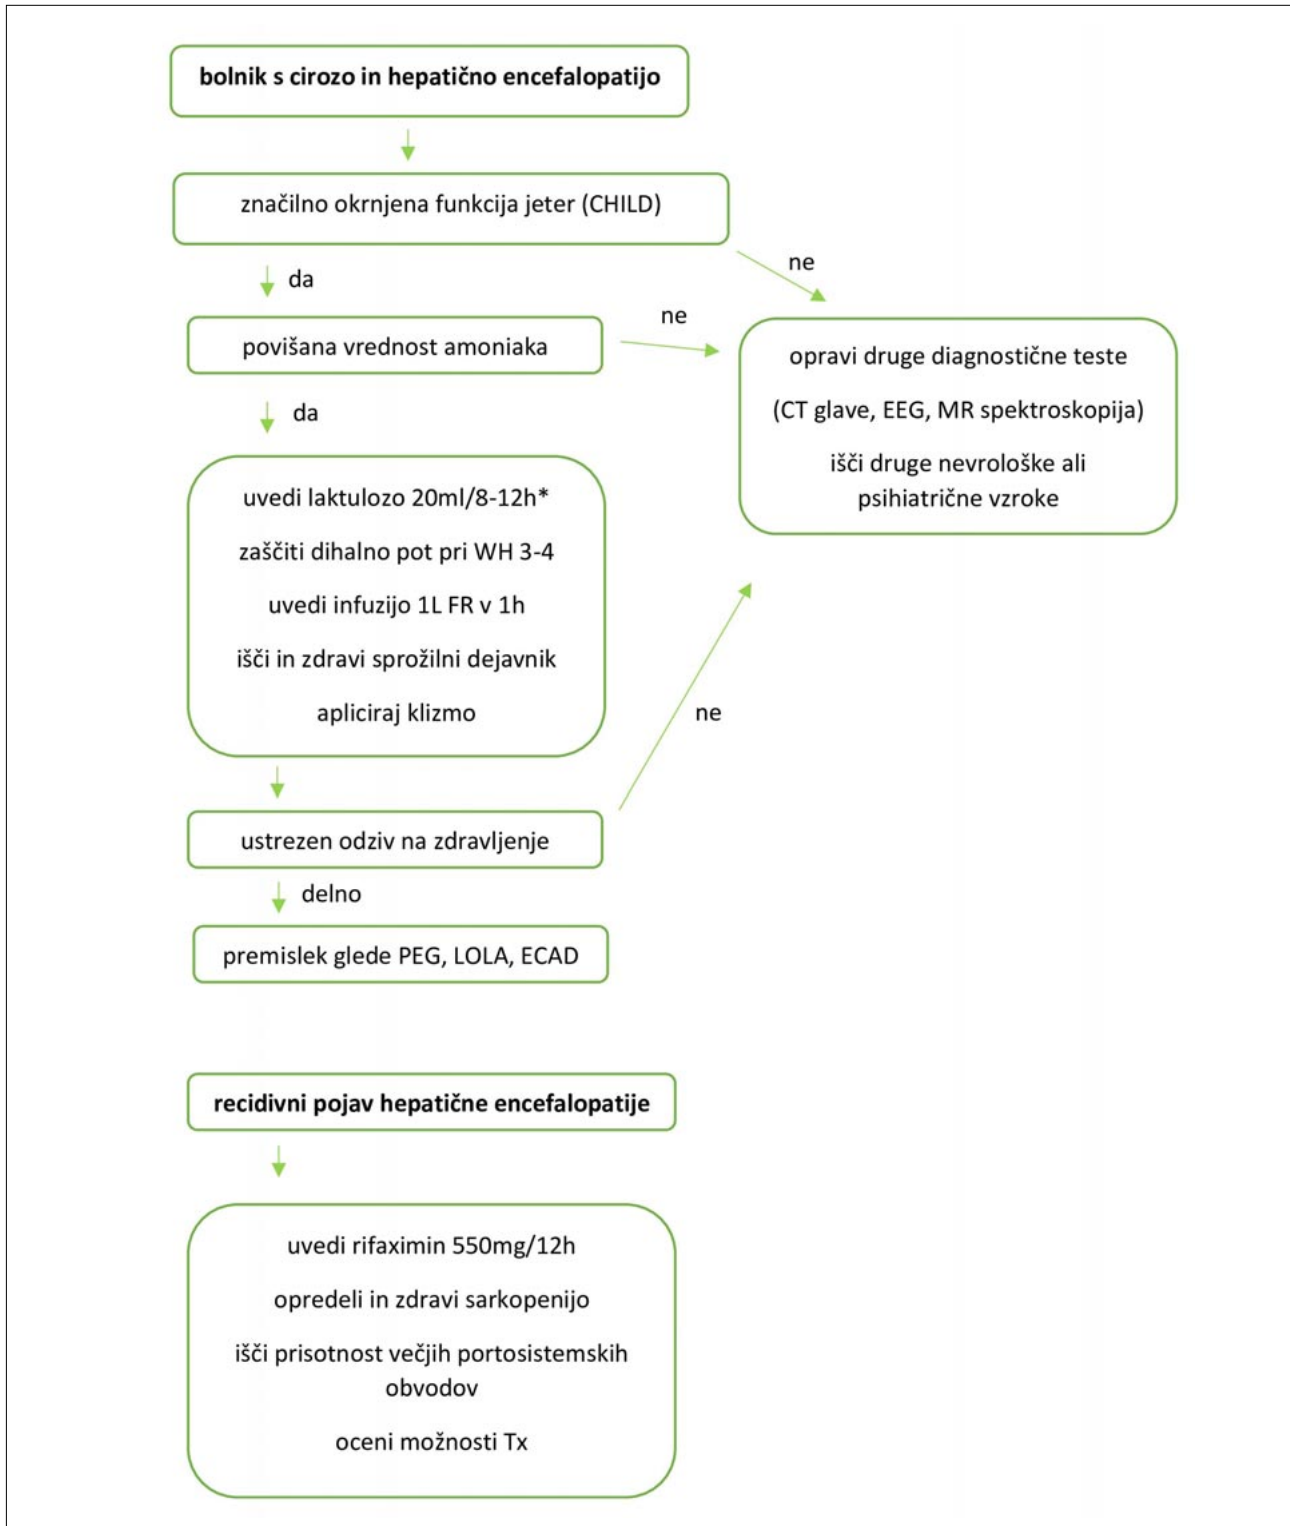 bolnik s cirozo in hepatično encefalopatijo
značilno okrnjena funkcija jeter (CHILD)
ne
da
ne
povišana vrednost amoniaka
opravi druge diagnostične teste
(CT glave, EEG, MR spektroskopija)
išči druge nevrološke ali
psihiatrične vzroke
da
uvedi laktulozo 20ml/8-12h*
zaščiti dihalno pot pri WH 3-4
uvedi infuzijo 1L FR v 1h
išči in zdravi sprožilni dejavnik
apliciraj klizmo
ne
ustrezen odziv na zdravljenje
delno
premislek glede PEG, LOLA, ECAD
recidivni pojav hepatične encefalopatije
uvedi rifaximin 550mg/12h
opredeli in zdravi sarkopenijo
išči prisotnost večjih portosistemskih
obvodov
oceni možnosti Tx